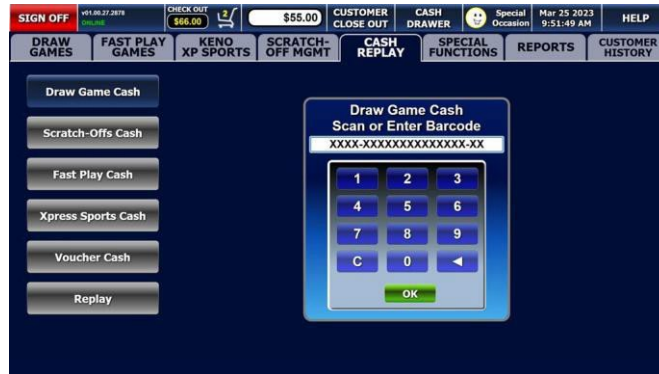 SIGN OFF
v01.00.27.2878
ONLINE
CHECK OUT
$66.00
2
$55.00
CUSTOMER
CLOSE OUT
CASH
DRAWER
Special
Occasion
Mar 25 2023
9:51:49 AM
HELP
DRAW
GAMES
FAST PLAY
GAMES
KENO
XP SPORTS
SCRATCH-
OFF MGMT
CASH
REPLAY
SPECIAL
FUNCTIONS
REPORTS
CUSTOMER
HISTORY
Draw Game Cash
Scratch-Offs Cash
Fast Play Cash
Xpress Sports Cash
Voucher Cash
Replay
Draw Game Cash
Scan or Enter Barcode
XXXX-XXXXXXXXXXXXX-XX
1 2 3
4 5 6
7 8 9
C 0
OK